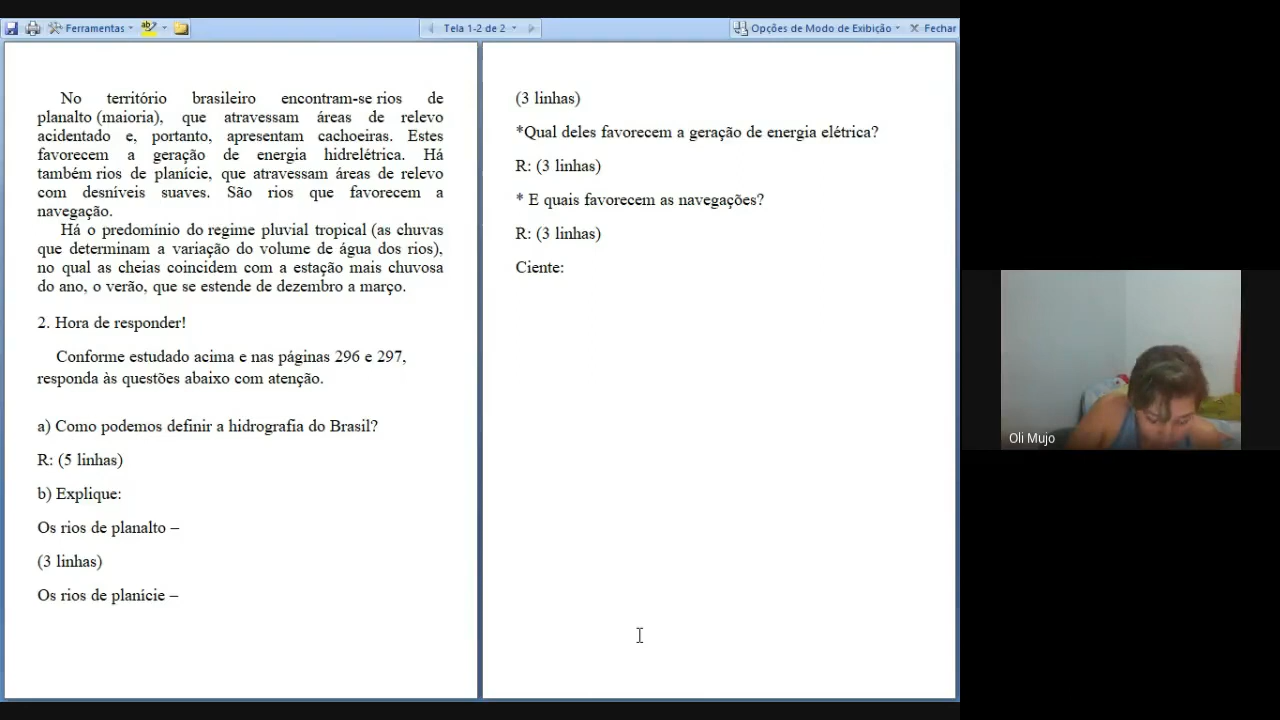 Ferramentas
Tela 1-2 de 2
Opções de Modo de Exibição
Fechar
No território brasileiro encontram-se rios de
planalto (maioria), que atravessam áreas de relevo
acidentado e, portanto, apresentam cachoeiras. Estes
favorecem a geração de energia hidrelétrica. Há
também rios de planície, que atravessam áreas de relevo
com desníveis suaves. São rios que favorecem a
navegação.
Há o predomínio do regime pluvial tropical (as chuvas
que determinam a variação do volume de água dos rios),
no qual as cheias coincidem com a estação mais chuvosa
do ano, o verão, que se estende de dezembro a março.
2. Hora de responder!
Conforme estudado acima e nas páginas 296 e 297,
responda às questões abaixo com atenção.
a) Como podemos definir a hidrografia do Brasil?
R: (5 linhas)
b) Explique:
Os rios de planalto –
(3 linhas)
Os rios de planície –
(3 linhas)
*Qual deles favorecem a geração de energia elétrica?
R: (3 linhas)
* E quais favorecem as navegações?
R: (3 linhas)
Ciente:
Oli Mujo